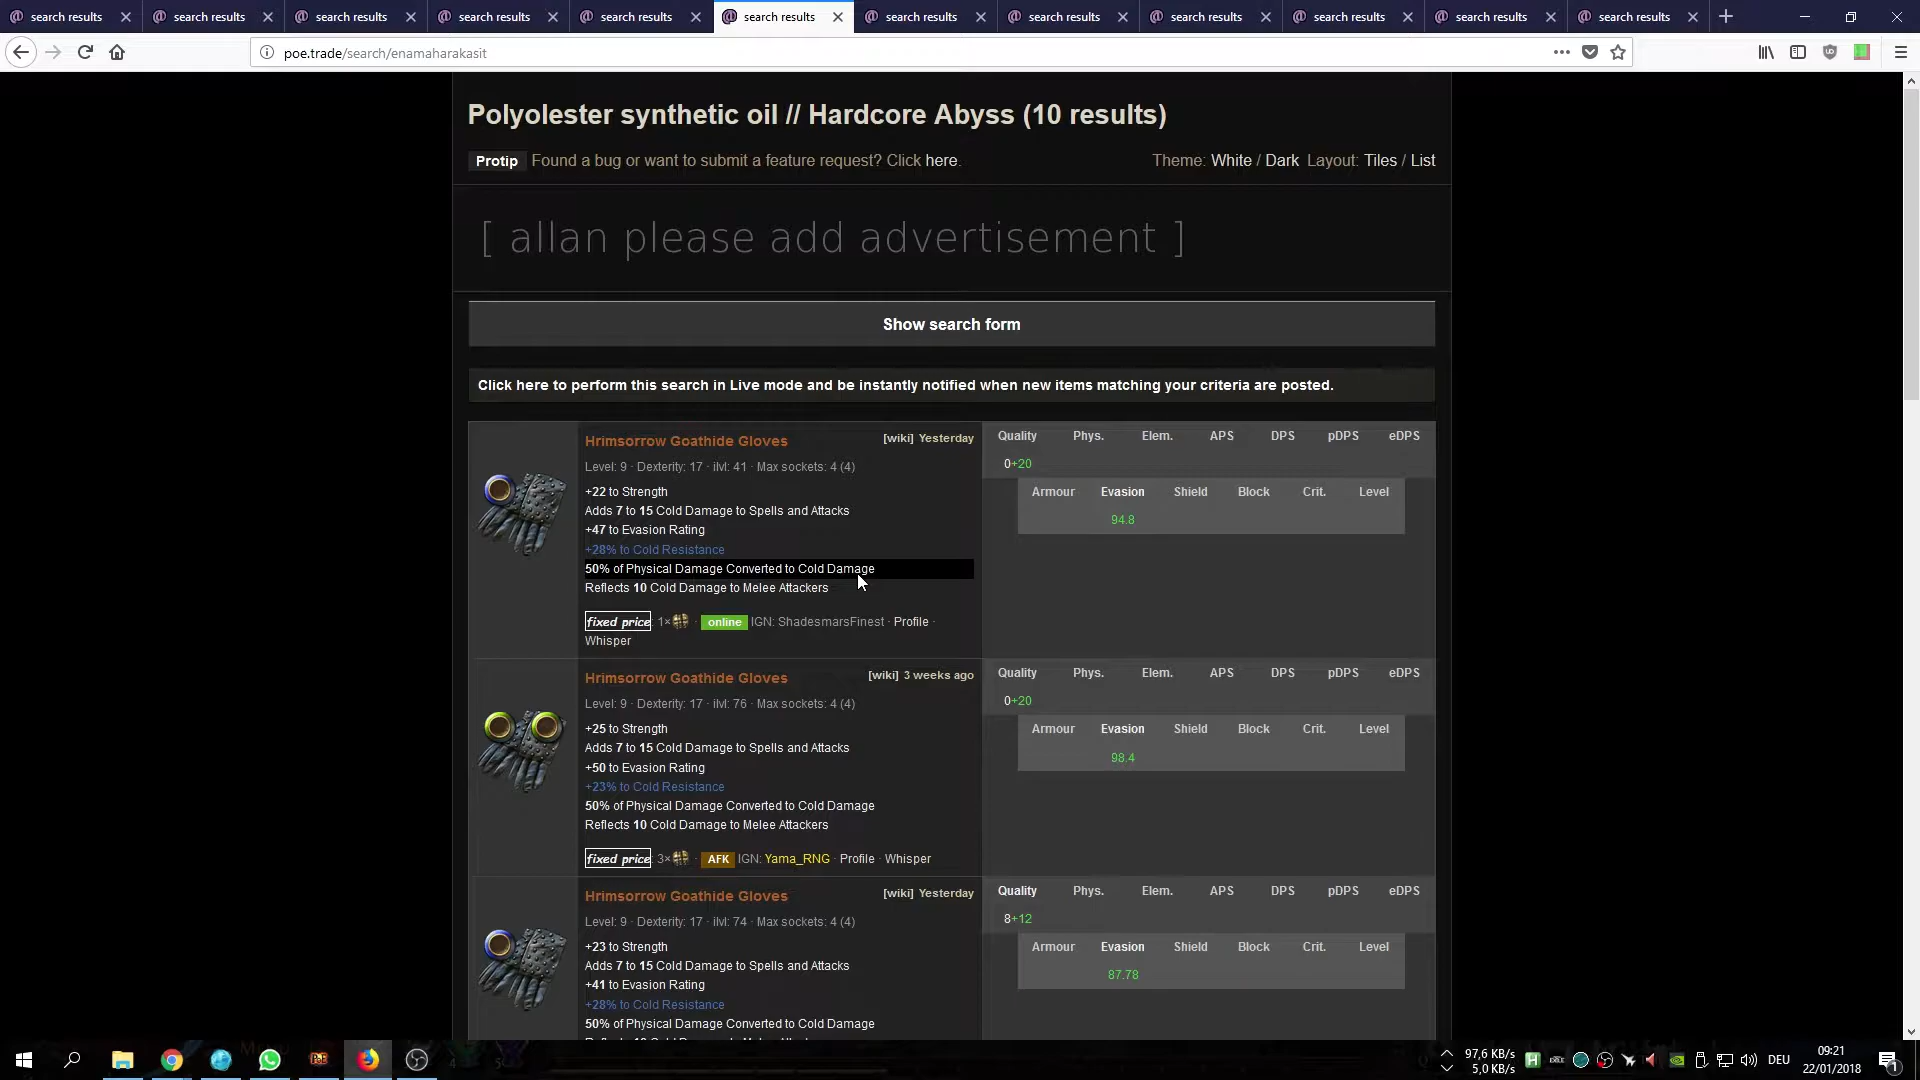 search results search results search results search results search results search results search results search results search results search results search results search results
poe.trade/search/enamaharakasit
Polyolester synthetic oil // Hardcore Abyss (10 results)
Protip Found a bug or want to submit a feature request? Click here. Theme: White / Dark Layout: Tiles / List
[ allan please add advertisement ]
Show search form
Click here to perform this search in Live mode and be instantly notified when new items matching your criteria are posted.
Hrimsorrow Goathide Gloves [wiki] Yesterday Quality Phys. Elem. APS DPS pDPS eDPS
Level: 9 · Dexterity: 17 · ilvl: 41 · Max sockets: 4 (4) 0+20
+22 to Strength Armour Evasion Shield Block Crit. Level
Adds 7 to 15 Cold Damage to Spells and Attacks 94.8
+47 to Evasion Rating
+28% to Cold Resistance
50% of Physical Damage Converted to Cold Damage
Reflects 10 Cold Damage to Melee Attackers
fixed price 1× · online IGN: ShadesmarsFinest · Profile ·
Whisper
Hrimsorrow Goathide Gloves [wiki] 3 weeks ago Quality Phys. Elem. APS DPS pDPS eDPS
Level: 9 · Dexterity: 17 · ilvl: 76 · Max sockets: 4 (4) 0+20
+25 to Strength Armour Evasion Shield Block Crit. Level
Adds 7 to 15 Cold Damage to Spells and Attacks 98.4
+50 to Evasion Rating
+23% to Cold Resistance
50% of Physical Damage Converted to Cold Damage
Reflects 10 Cold Damage to Melee Attackers
fixed price 3× · AFK IGN: Yama_RNG · Profile · Whisper
Hrimsorrow Goathide Gloves [wiki] Yesterday Quality Phys. Elem. APS DPS pDPS eDPS
Level: 9 · Dexterity: 17 · ilvl: 74 · Max sockets: 4 (4) 8+12
+23 to Strength Armour Evasion Shield Block Crit. Level
Adds 7 to 15 Cold Damage to Spells and Attacks 87.78
+41 to Evasion Rating
+28% to Cold Resistance
50% of Physical Damage Converted to Cold Damage
97,6 KB/s 09:21
5,0 KB/s DEU 22/01/2018